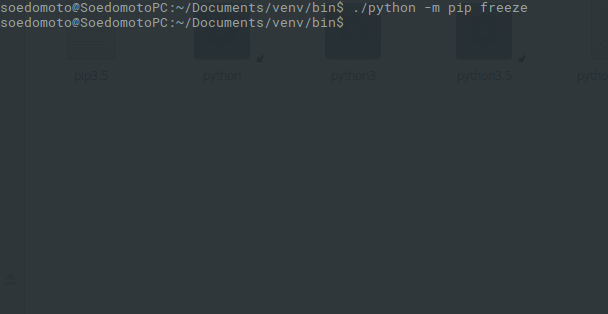 soedomoto@SoedomotoPC:~/Documents/venv/bin$ ./python -m pip freeze
soedomoto@SoedomotoPC:~/Documents/venv/bin$
pip3.5 python python3 python3.5